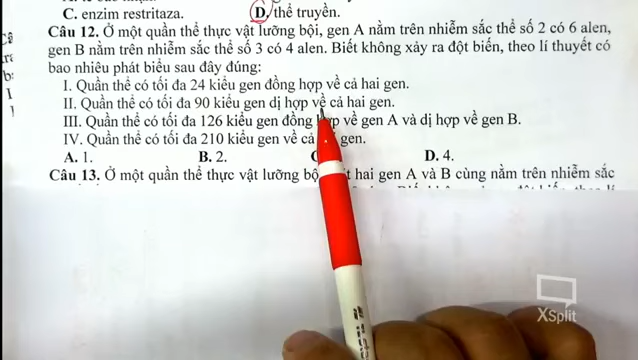 C. enzim restritaza. D. thể truyền.
Câu 12. Ở một quần thể thực vật lưỡng bội, gen A nằm trên nhiễm sắc thể số 2 có 6 alen,
gen B nằm trên nhiễm sắc thể số 3 có 4 alen. Biết không xảy ra đột biến, theo lí thuyết có
bao nhiêu phát biểu sau đây đúng:
I. Quần thể có tối đa 24 kiểu gen đồng hợp về cả hai gen.
II. Quần thể có tối đa 90 kiểu gen dị hợp về cả hai gen.
III. Quần thể có tối đa 126 kiểu gen đồng hợp về gen A và dị hợp về gen B.
IV. Quần thể có tối đa 210 kiểu gen về cả gen.
A. 1. B. 2. D. 4.
Câu 13. Ở một quần thể thực vật lưỡng hai gen A và B cùng nằm trên nhiễm sắc
XSplit